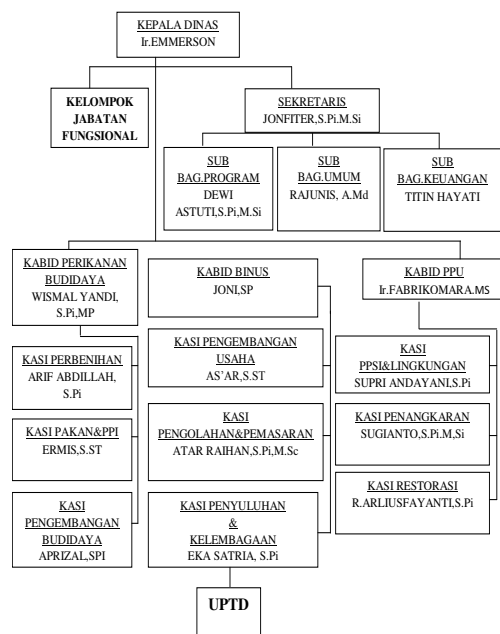 KEPALA DINAS
Ir.EMMERSON
KELOMPOK
JABATAN
FUNGSIONAL
SEKRETARIS
JONFITER,S.Pi.M.Si
SUB
BAG.PROGRAM
DEWI
ASTUTI,S.Pi,M.Si
SUB
BAG.UMUM
RAJUNIS, A.Md
SUB
BAG.KEUANGAN
TITIN HAYATI
KABID PERIKANAN
BUDIDAYA
WISMAL YANDI,
S.Pi,MP
KABID BINUS
JONI,SP
KABID PPU
Ir.FABRIKOMARA.MS
KASI PERBENIHAN
ARIF ABDILLAH,
S.Pi
KASI PAKAN&PPI
ERMIS,S.ST
KASI
PENGEMBANGAN
BUDIDAYA
APRIZAL,SPI
KASI PENGEMBANGAN
USAHA
AS'AR,S.ST
KASI
PENGOLAHAN&PEMASARAN
ATAR RAIHAN,S.Pi,M.Sc
KASI PENYULUHAN
&
KELEMBAGAAN
EKA SATRIA, S.Pi
KASI
PPSI&LINGKUNGAN
SUPRI ANDAYANI,S.Pi
KASI PENANGKARAN
SUGIANTO,S.Pi.M,Si
KASI RESTORASI
R.ARLIUSFAYANTI,S.Pi
UPTD